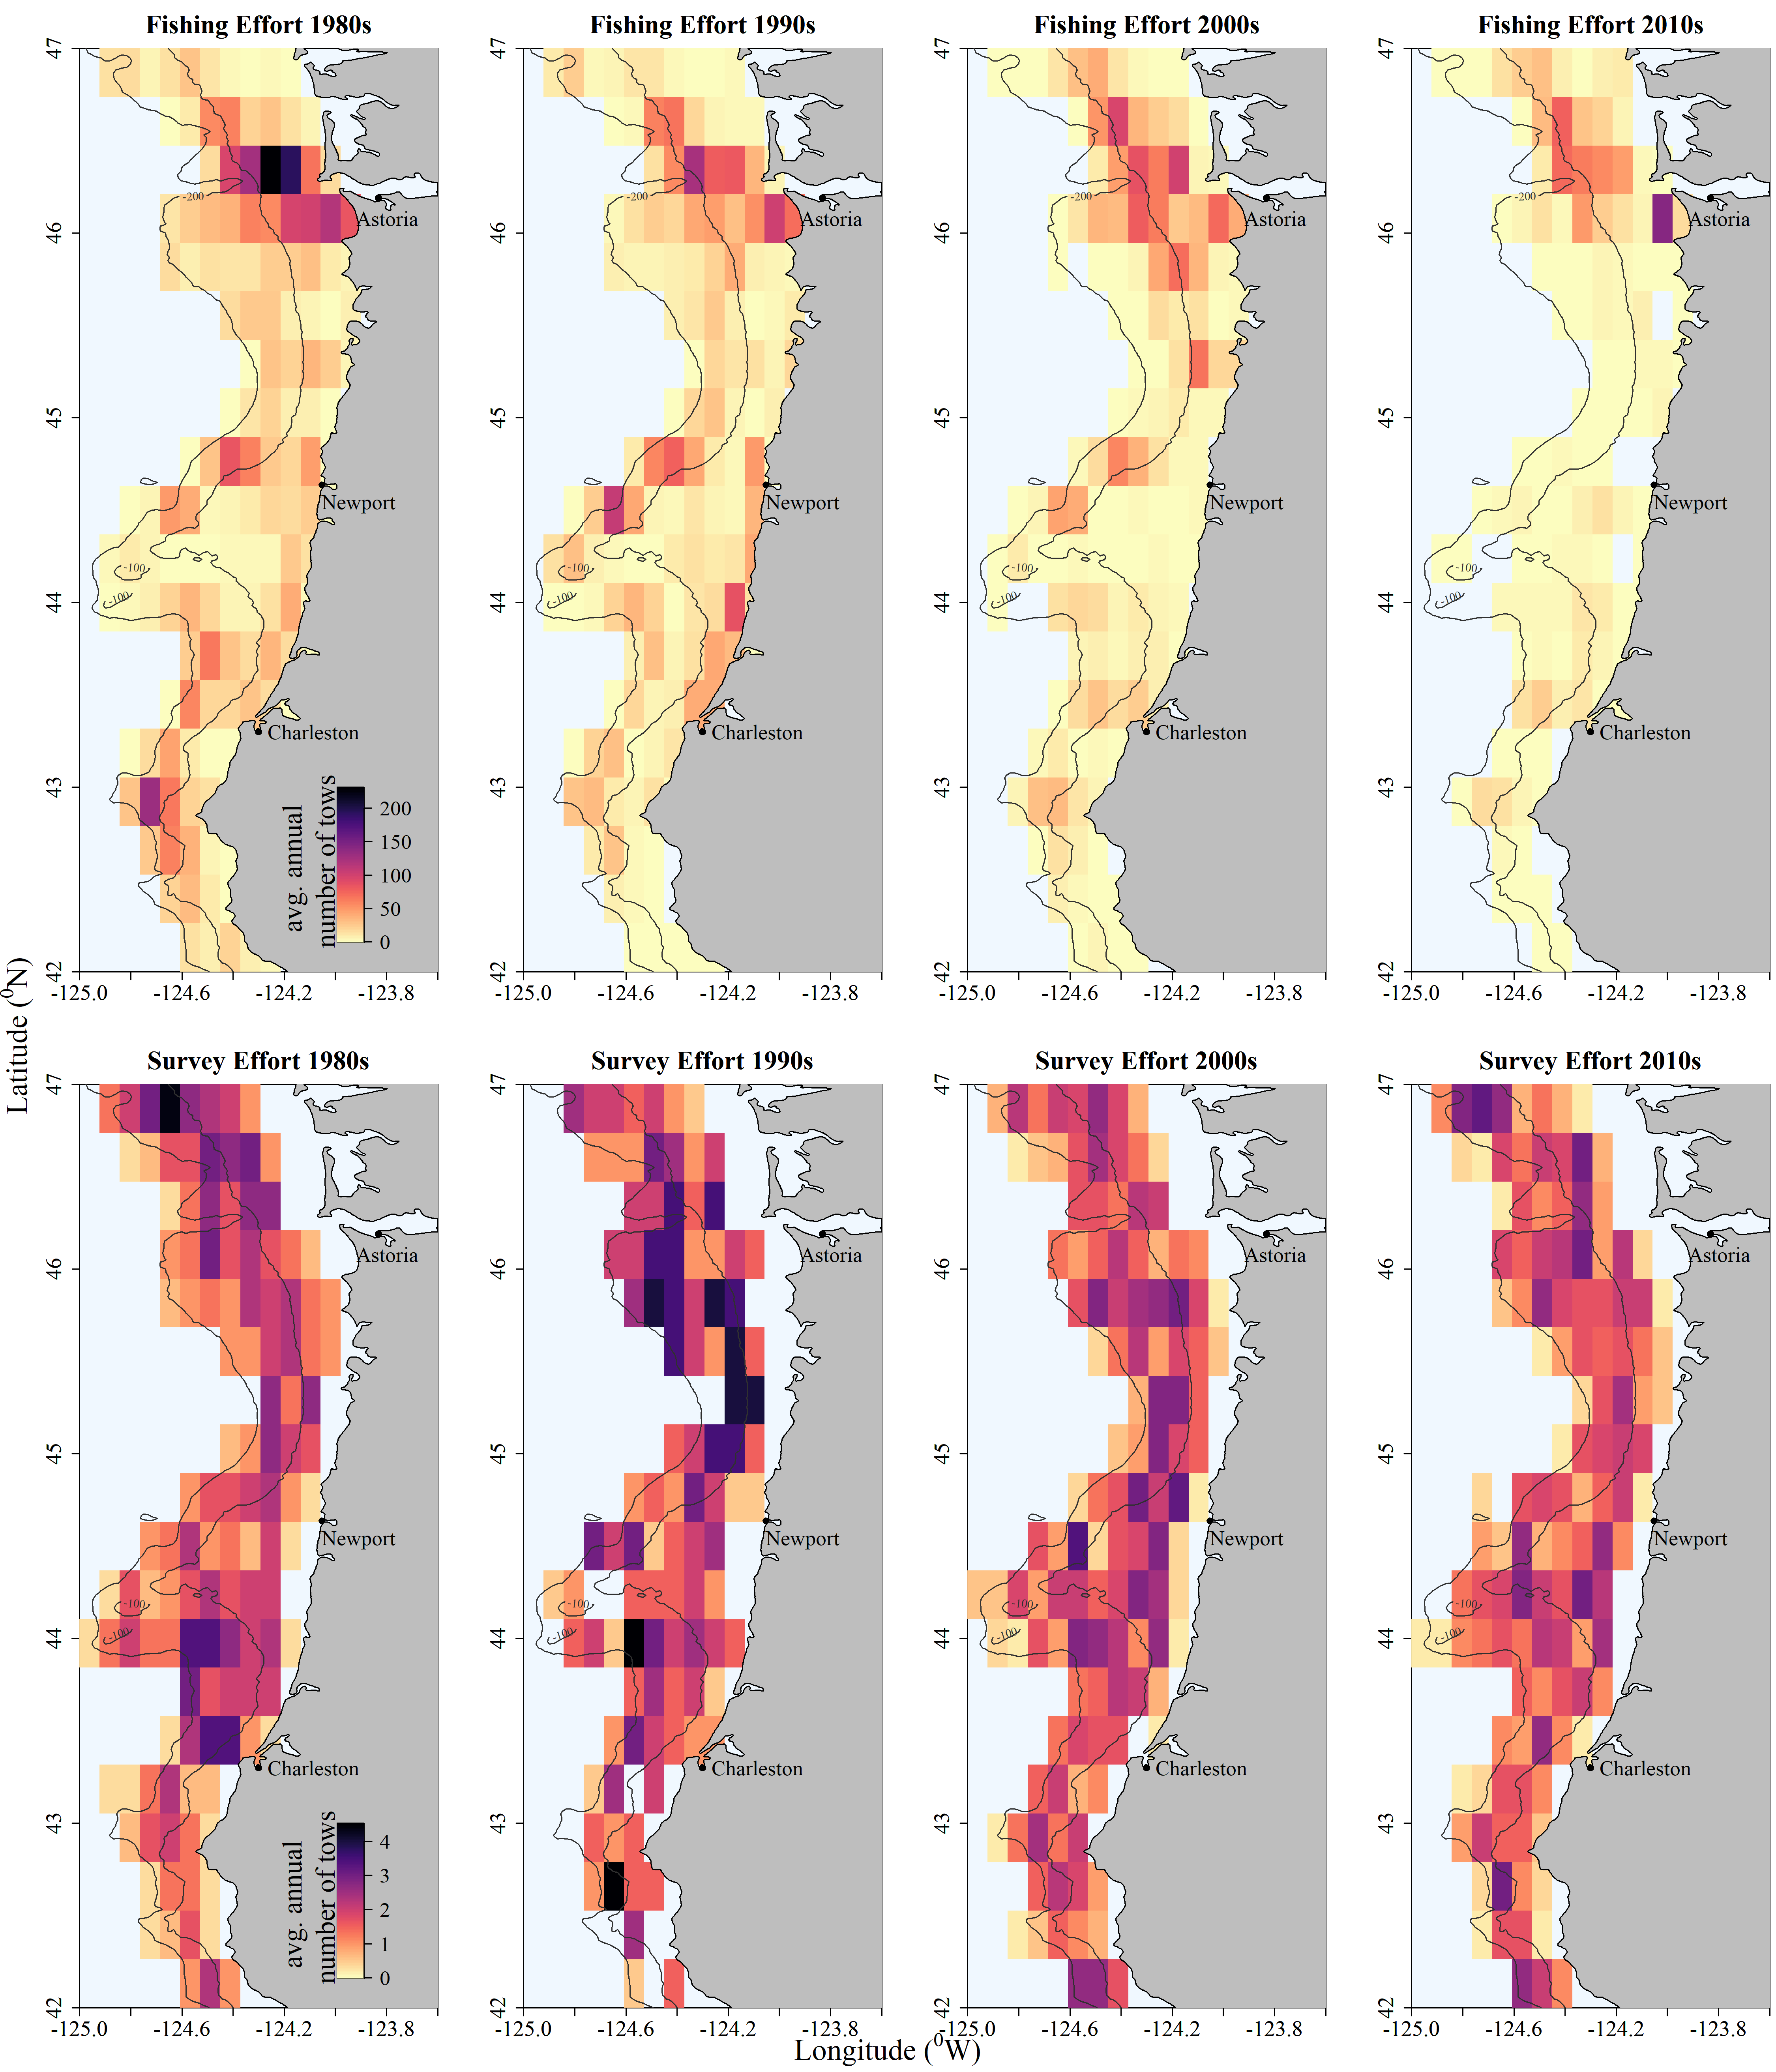 Fishing Effort 1980s
47
46
45
44
43
42
-125.0 -124.6 -124.2 -123.8
-200
Astoria
Newport
-100
-100
Charleston
avg. annual
number of tows
200
150
100
50
0
Fishing Effort 1990s
47
46
45
44
43
42
-125.0 -124.6 -124.2 -123.8
-200
Astoria
Newport
-100
-100
Charleston
Fishing Effort 2000s
47
46
45
44
43
42
-125.0 -124.6 -124.2 -123.8
-200
Astoria
Newport
-100
-100
Charleston
Fishing Effort 2010s
47
46
45
44
43
42
-125.0 -124.6 -124.2 -123.8
-200
Astoria
Newport
-100
-100
Charleston
Latitude (⁰N)
Survey Effort 1980s
47
46
45
44
43
42
-125.0 -124.6 -124.2 -123.8
Astoria
Newport
-100
-100
Charleston
avg. annual
number of tows
4
3
2
1
0
Survey Effort 1990s
47
46
45
44
43
42
-125.0 -124.6 -124.2 -123.8
Astoria
Newport
-100
-100
Charleston
Survey Effort 2000s
47
46
45
44
43
42
-125.0 -124.6 -124.2 -123.8
Astoria
Newport
-100
-100
Charleston
Survey Effort 2010s
47
46
45
44
43
42
-125.0 -124.6 -124.2 -123.8
Astoria
Newport
-100
-100
Charleston
Longitude (⁰W)